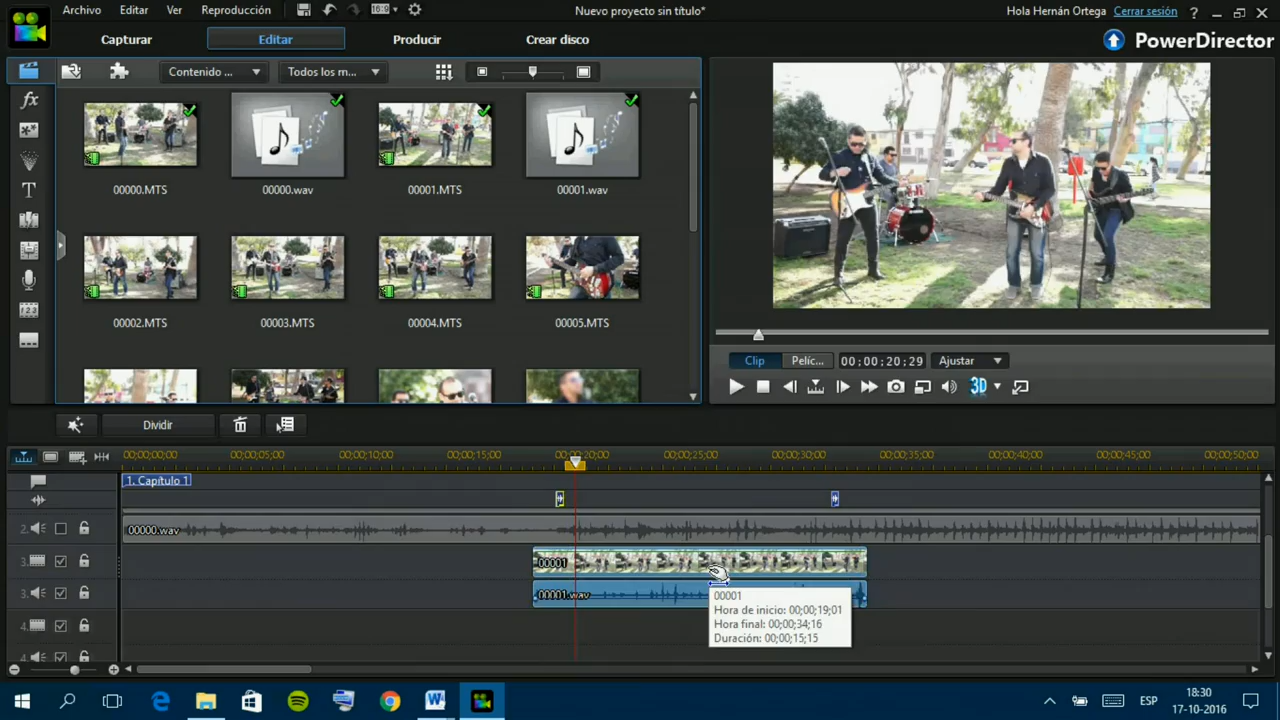 Archivo Editar Ver Reproducción 16:9 Nuevo proyecto sin título* Hola Hernán Ortega Cerrar sesión ?
Capturar Editar Producir Crear disco PowerDirector
Contenido ... Todos los m...
fx
T
00000.MTS 00000.wav 00001.MTS 00001.wav
00002.MTS 00003.MTS 00004.MTS 00005.MTS
Clip Pelíc... 00:00:20:29 Ajustar
3D
Dividir
00;00;00;00 00;00;05;00 00;00;10;00 00;00;15;00 00;00;20;00 00;00;25;00 00;00;30;00 00;00;35;00 00;00;40;00 00;00;45;00 00;00;50;00
1. Capítulo 1
2. 00000.wav
3. 00001
3. 00001.wav
00001
Hora de inicio: 00;00;19;01
Hora final: 00;00;34;16
Duración: 00;00;15;15
4.
4.
ESP 18:30
17-10-2016